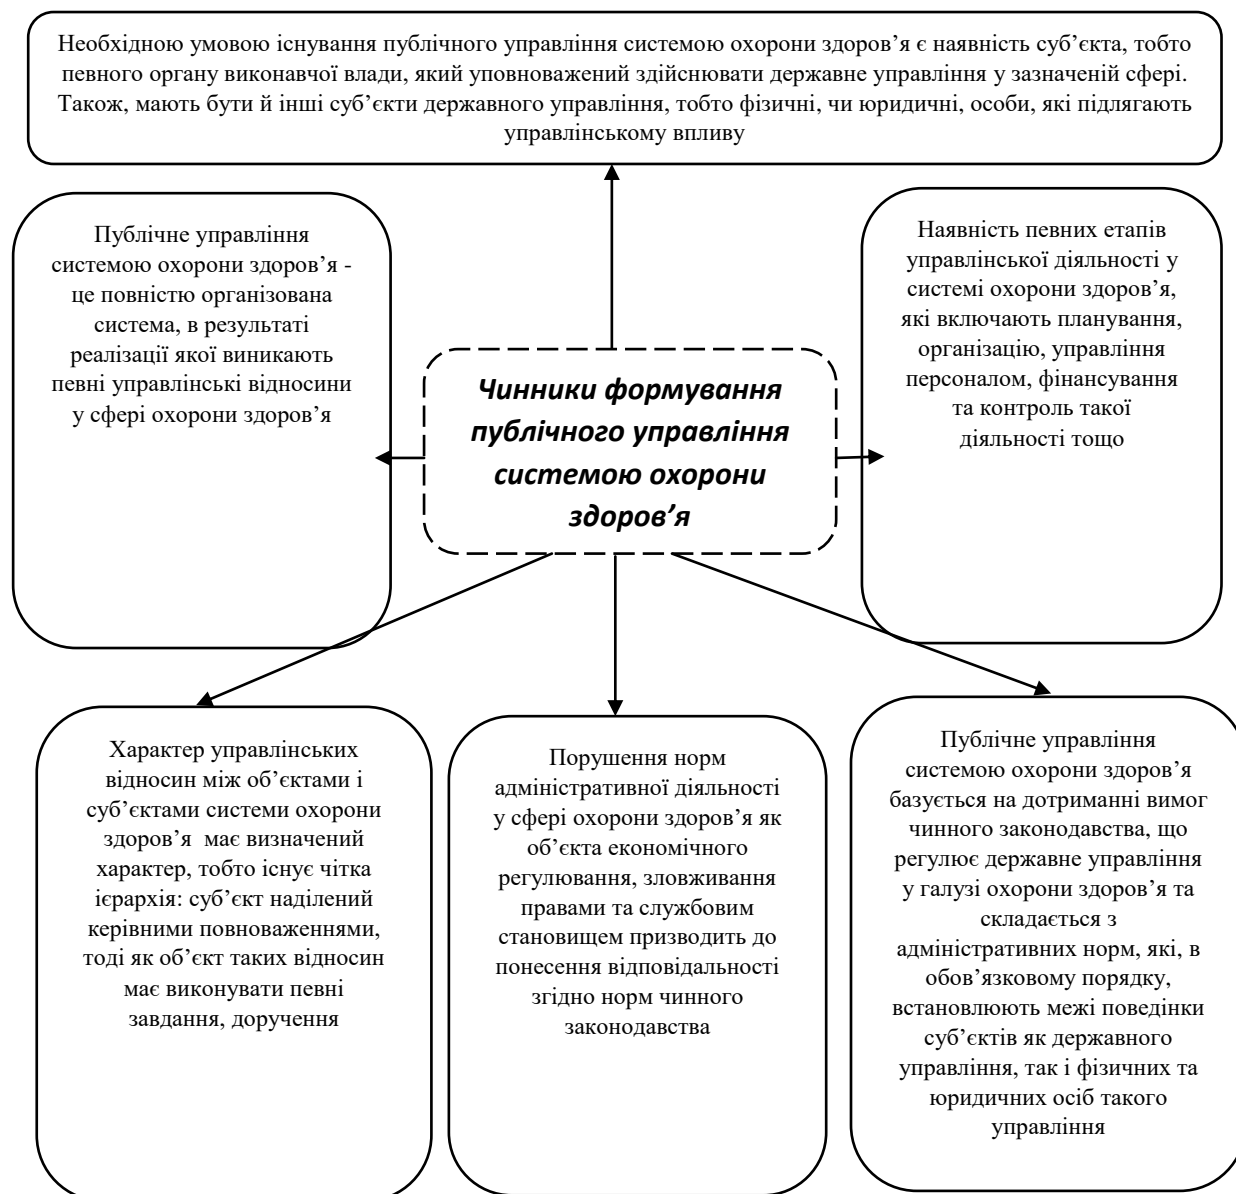 Необхідною умовою існування публічного управління системою охорони здоров’я є наявність суб’єкта, тобто
певного органу виконавчої влади, який уповноважений здійснювати державне управління у зазначеній сфері.
Також, мають бути й інші суб’єкти державного управління, тобто фізичні, чи юридичні, особи, які підлягають
управлінському впливу
Публічне управління
системою охорони здоров’я -
це повністю організована
система, в результаті
реалізації якої виникають
певні управлінські відносини
у сфері охорони здоров’я
Чинники формування
публічного управління
системою охорони
здоров’я
Наявність певних етапів
управлінської діяльності у
системі охорони здоров’я,
які включають планування,
організацію, управління
персоналом, фінансування
та контроль такої
діяльності тощо
Характер управлінських
відносин між об’єктами і
суб’єктами системи охорони
здоров’я має визначений
характер, тобто існує чітка
ієрархія: суб’єкт наділений
керівними повноваженнями,
тоді як об’єкт таких відносин
має виконувати певні
завдання, доручення
Порушення норм
адміністративної діяльності
у сфері охорони здоров’я як
об’єкта економічного
регулювання, зловживання
правами та службовим
становищем призводить до
понесення відповідальності
згідно норм чинного
законодавства
Публічне управління
системою охорони здоров’я
базується на дотриманні вимог
чинного законодавства, що
регулює державне управління
у галузі охорони здоров’я та
складається з
адміністративних норм, які, в
обов’язковому порядку,
встановлюють межі поведінки
суб’єктів як державного
управління, так і фізичних та
юридичних осіб такого
управління